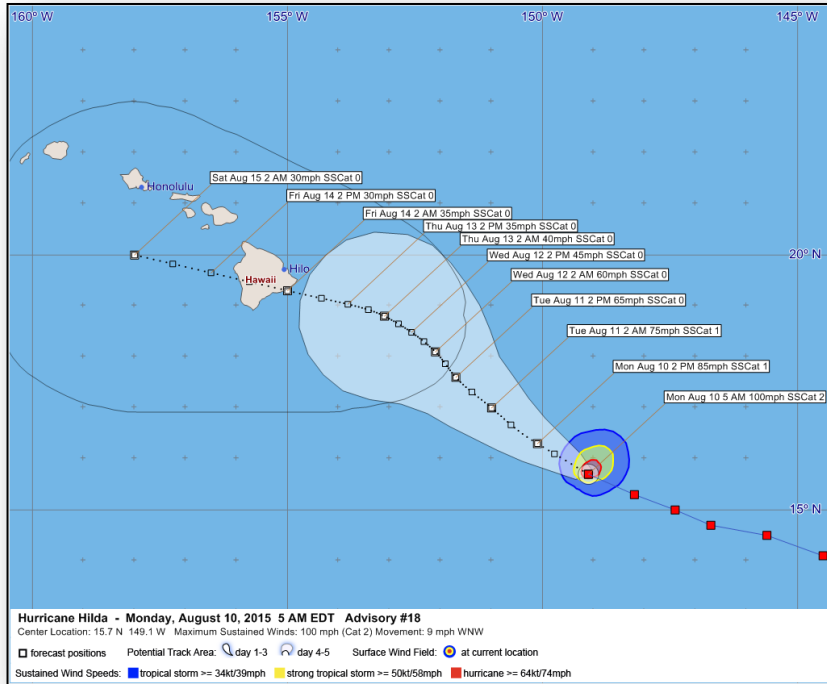 160° W
155° W
150° W
145° W
Sat Aug 15 2 AM 30mph SSCat 0
Honolulu
Fri Aug 14 2 PM 30mph SSCat 0
Fri Aug 14 2 AM 35mph SSCat 0
Thu Aug 13 2 PM 35mph SSCat 0
Thu Aug 13 2 AM 40mph SSCat 0
Wed Aug 12 2 PM 45mph SSCat 0
20° N
Hilo
Hawaii
Wed Aug 12 2 AM 60mph SSCat 0
Tue Aug 11 2 PM 65mph SSCat 0
Tue Aug 11 2 AM 75mph SSCat 1
Mon Aug 10 2 PM 85mph SSCat 1
Mon Aug 10 5 AM 100mph SSCat 2
15° N
Hurricane Hilda - Monday, August 10, 2015 5 AM EDT Advisory #18
Center Location: 15.7 N 149.1 W Maximum Sustained Winds: 100 mph (Cat 2) Movement: 9 mph WNW
forecast positions Potential Track Area: day 1-3 day 4-5 Surface Wind Field: at current location
Sustained Wind Speeds: tropical storm >= 34kt/39mph strong tropical storm >= 50kt/58mph hurricane >= 64kt/74mph